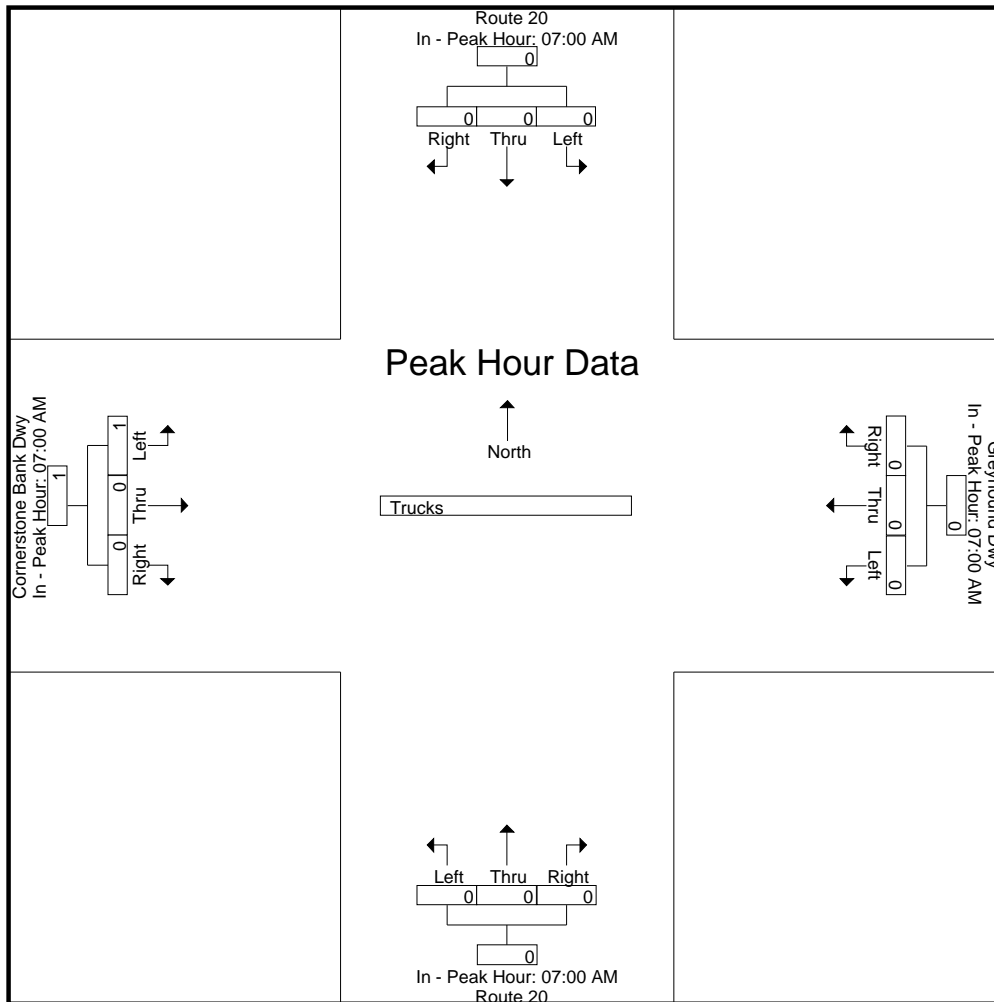 Route 20
In - Peak Hour: 07:00 AM
0
0 0 0
Right Thru Left
Peak Hour Data
North
Trucks
Cornerstone Bank Dwy
In - Peak Hour: 07:00 AM
1
1 0 0
Left Thru Right
Greyhound Dwy
In - Peak Hour: 07:00 AM
0
0 0 0
Right Thru Left
Left Thru Right
0 0 0
0
In - Peak Hour: 07:00 AM
Route 20